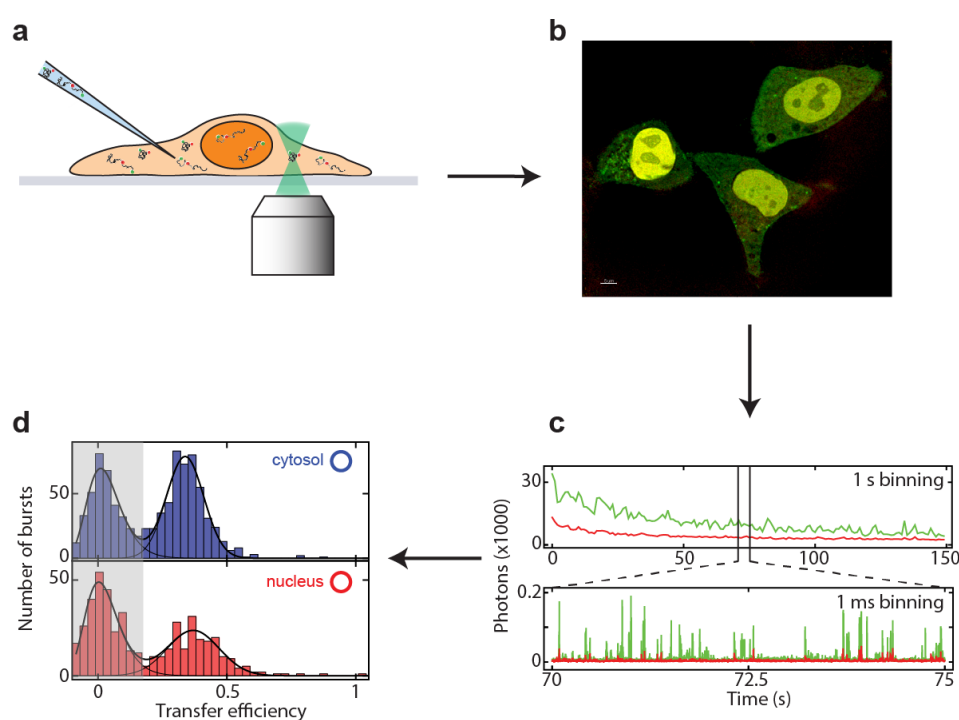 a
b
c
30
0
1 s binning
0
50
100
150
Photons (x1000)
0.2
0
1 ms binning
70
72.5
75
Time (s)
d
cytosol
50
0
nucleus
50
0
Number of bursts
0
0.5
1
Transfer efficiency